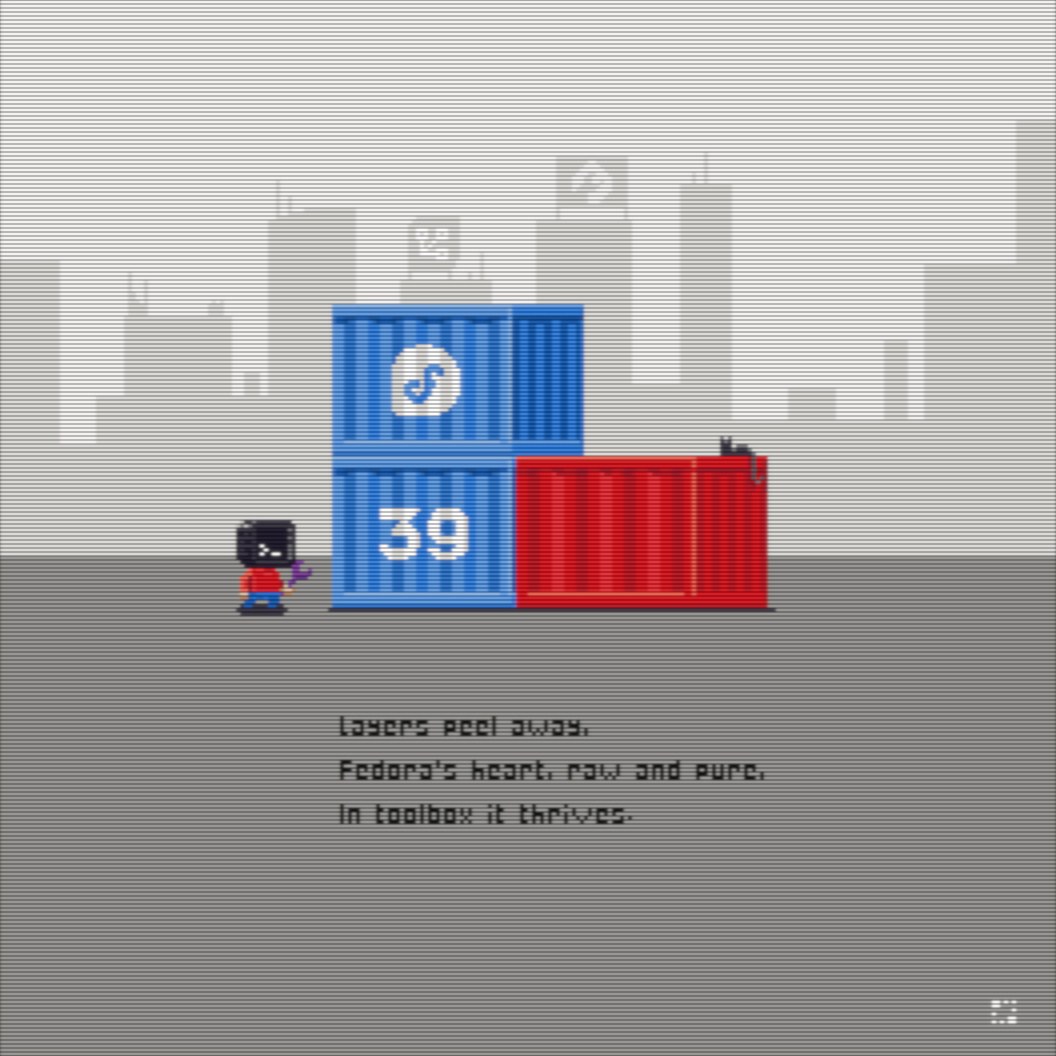 39
Layers peel away,
Fedora's heart, raw and pure,
In toolbox it thrives.